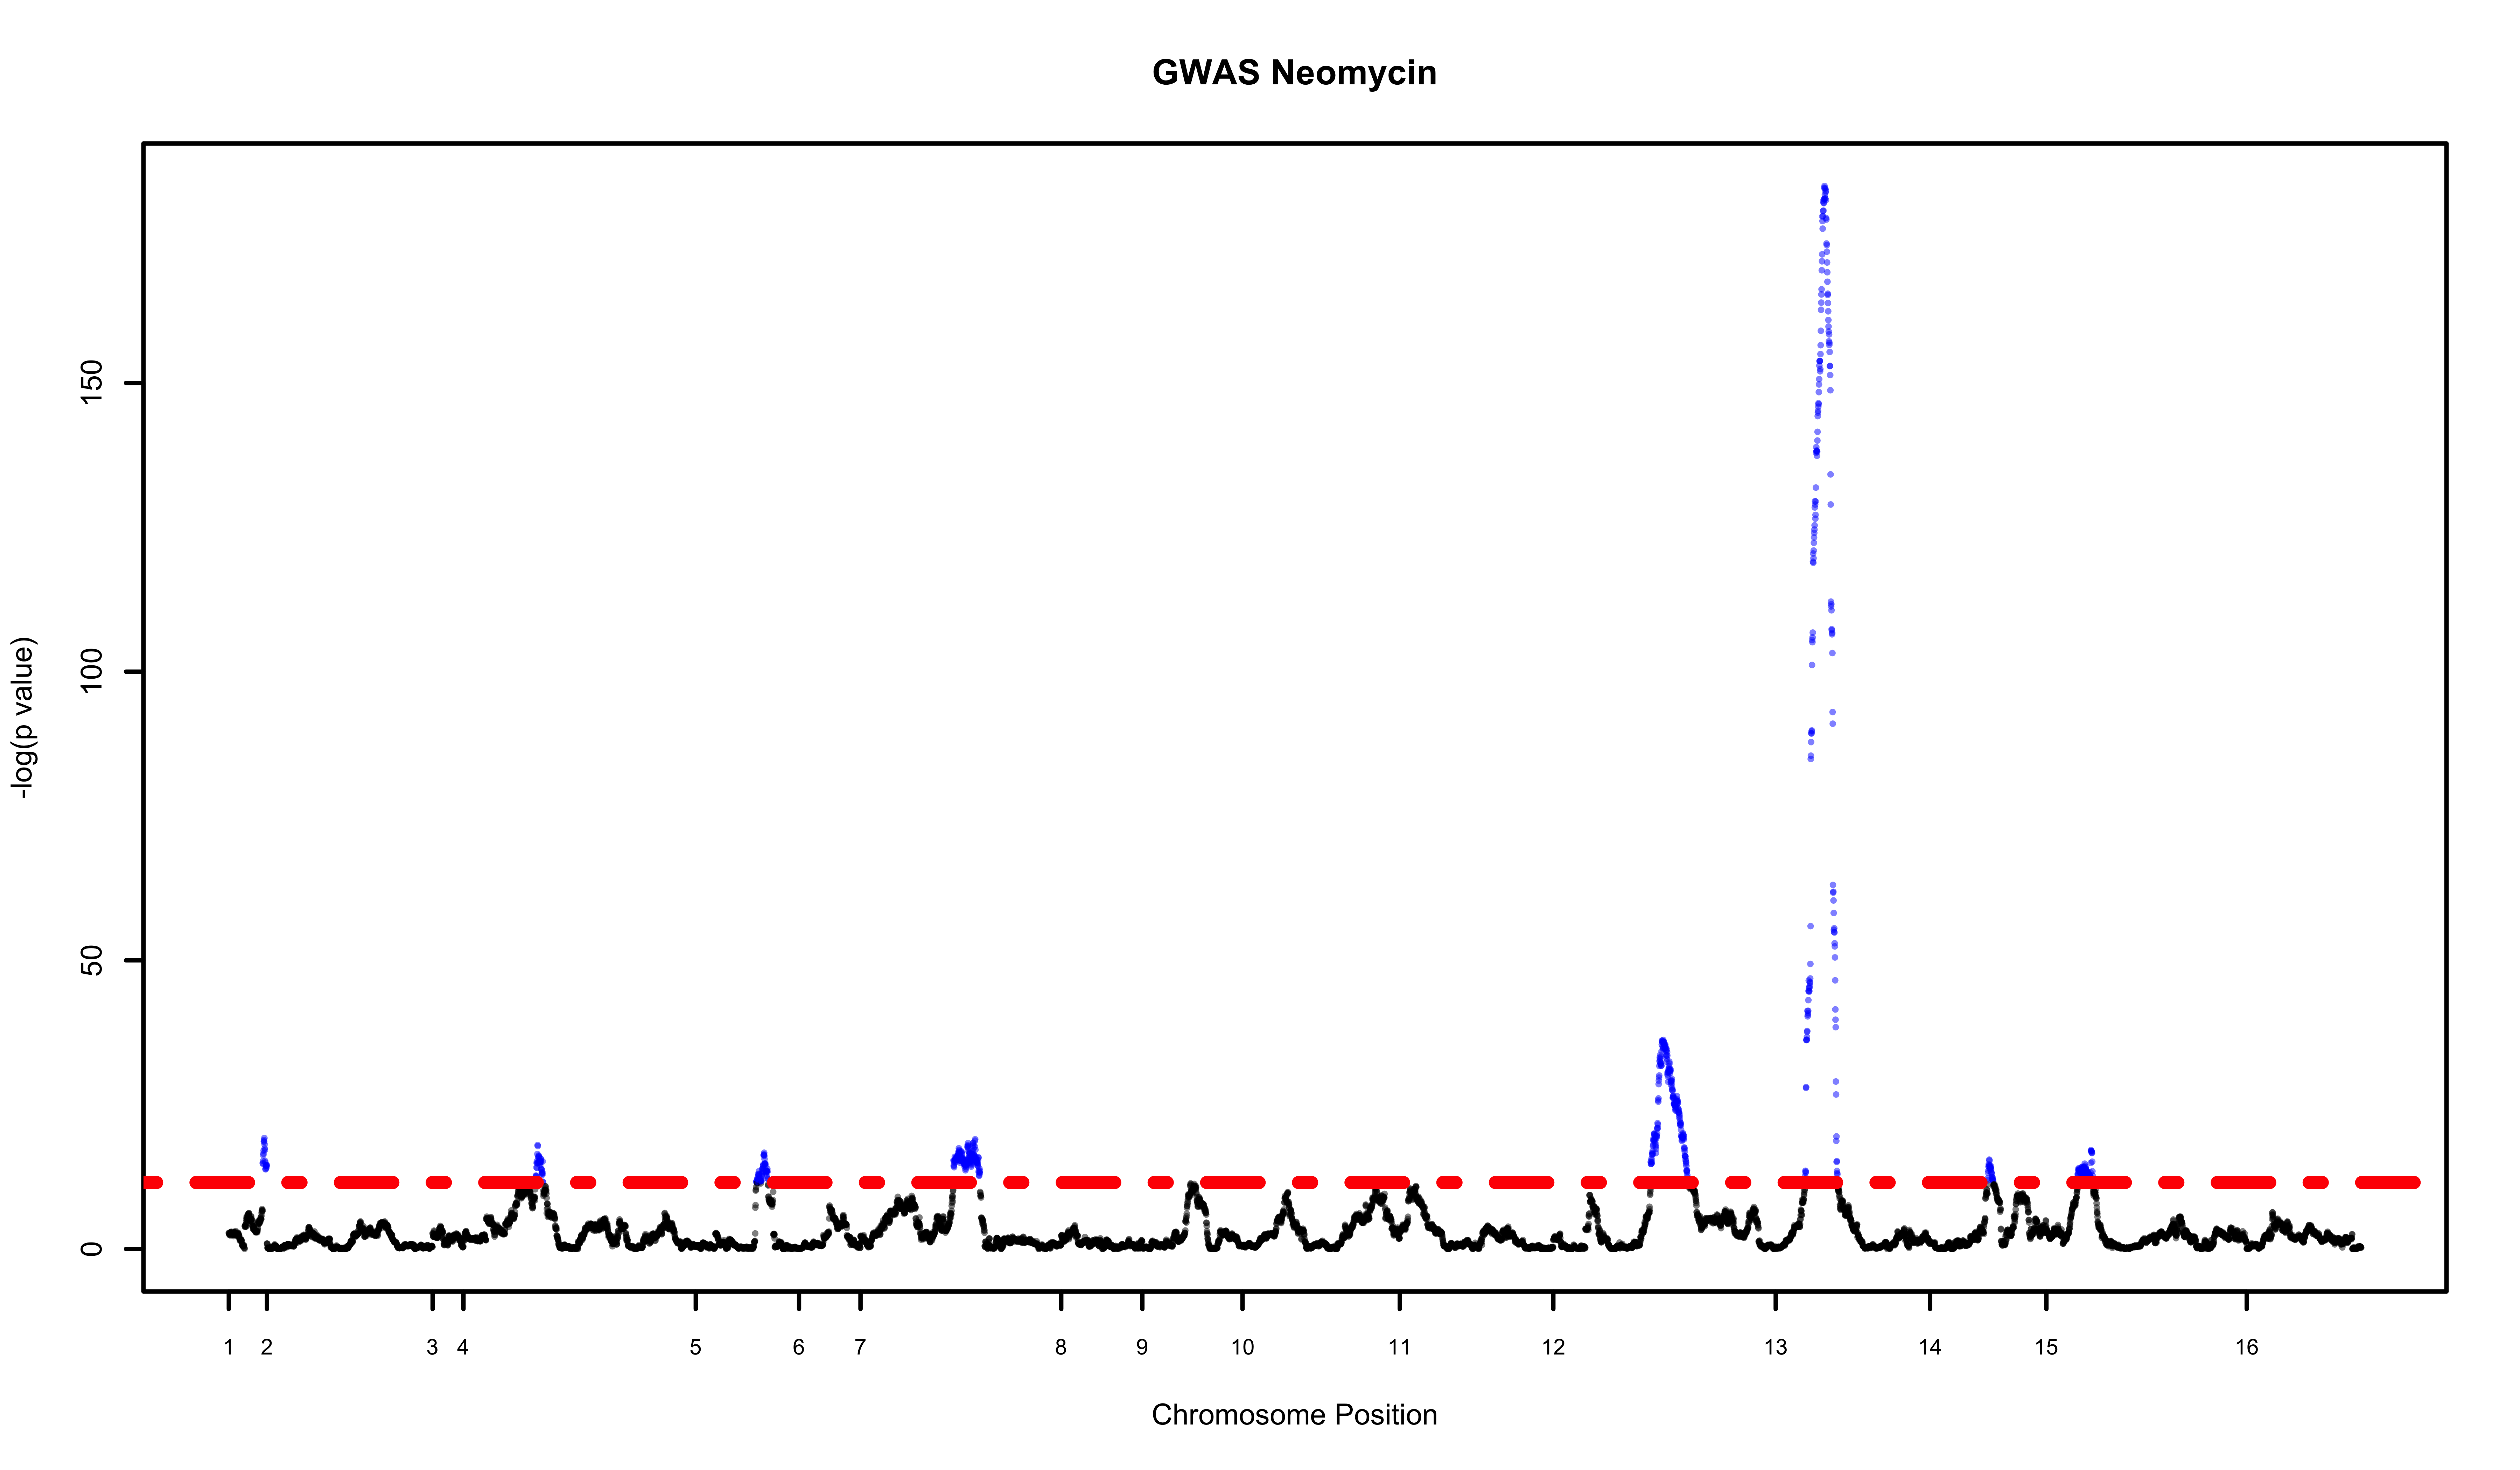 GWAS Neomycin
-log(p value)
150
100
50
0
1 2 3 4 5 6 7 8 9 10 11 12 13 14 15 16
Chromosome Position